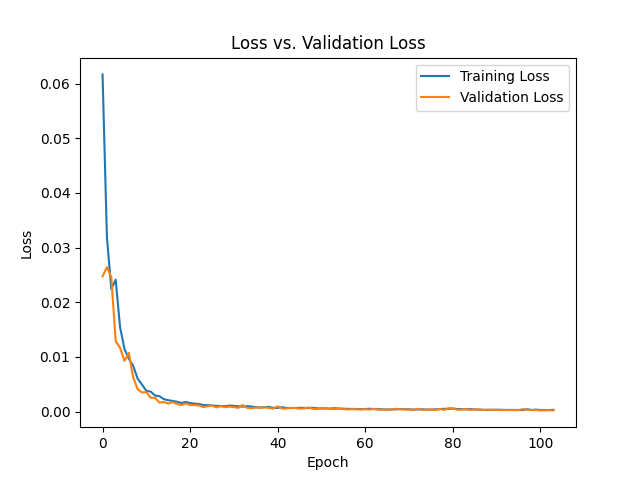 Loss vs. Validation Loss
Training Loss
Validation Loss
0.06
0.05
0.04
0.03
0.02
0.01
0.00
Loss
0 20 40 60 80 100
Epoch